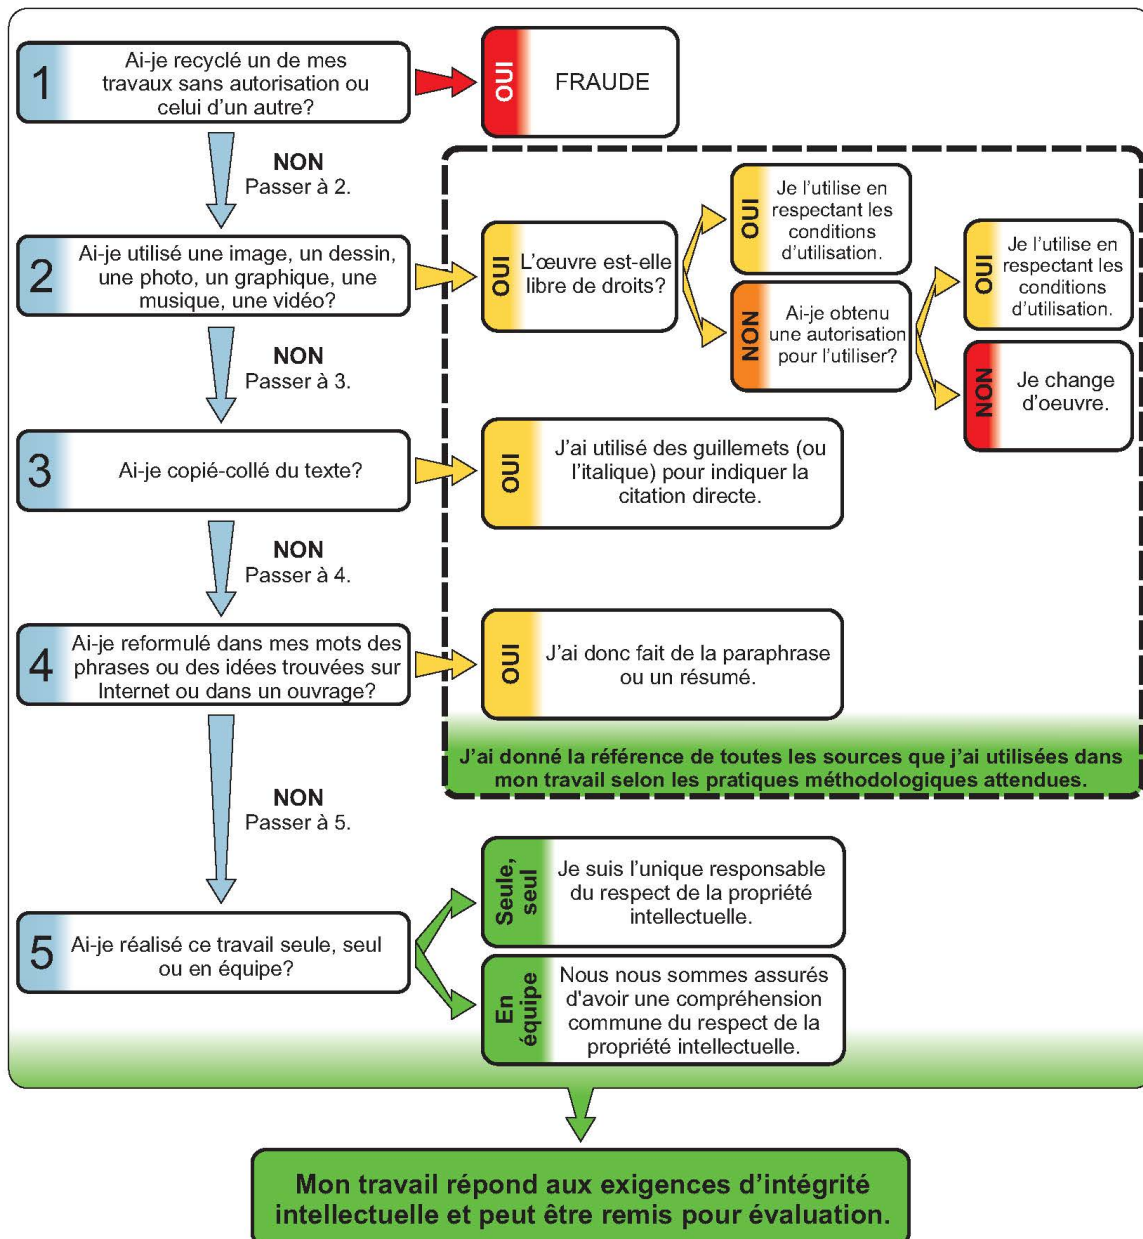 1
Ai-je recyclé un de mes
travaux sans autorisation ou
celui d'un autre?
OUI
FRAUDE
NON
Passer à 2.
2
Ai-je utilisé une image, un dessin,
une photo, un graphique, une
musique, une vidéo?
OUI
L'œuvre est-elle
libre de droits?
OUI
Je l'utilise en
respectant les
conditions
d'utilisation.
NON
Ai-je obtenu
une autorisation
pour l'utiliser?
OUI
Je l'utilise en
respectant les
conditions
d'utilisation.
NON
Je change
d'oeuvre.
NON
Passer à 3.
3
Ai-je copié-collé du texte?
OUI
J'ai utilisé des guillemets (ou
l'italique) pour indiquer la
citation directe.
NON
Passer à 4.
4
Ai-je reformulé dans mes mots des
phrases ou des idées trouvées sur
Internet ou dans un ouvrage?
OUI
J'ai donc fait de la paraphrase
ou un résumé.
J'ai donné la référence de toutes les sources que j'ai utilisées dans
mon travail selon les pratiques méthodologiques attendues.
NON
Passer à 5.
5
Ai-je réalisé ce travail seule, seul
ou en équipe?
Seule,
seul
Je suis l'unique responsable
du respect de la propriété
intellectuelle.
En
équipe
Nous nous sommes assurés
d'avoir une compréhension
commune du respect de la
propriété intellectuelle.
Mon travail répond aux exigences d'intégrité
intellectuelle et peut être remis pour évaluation.